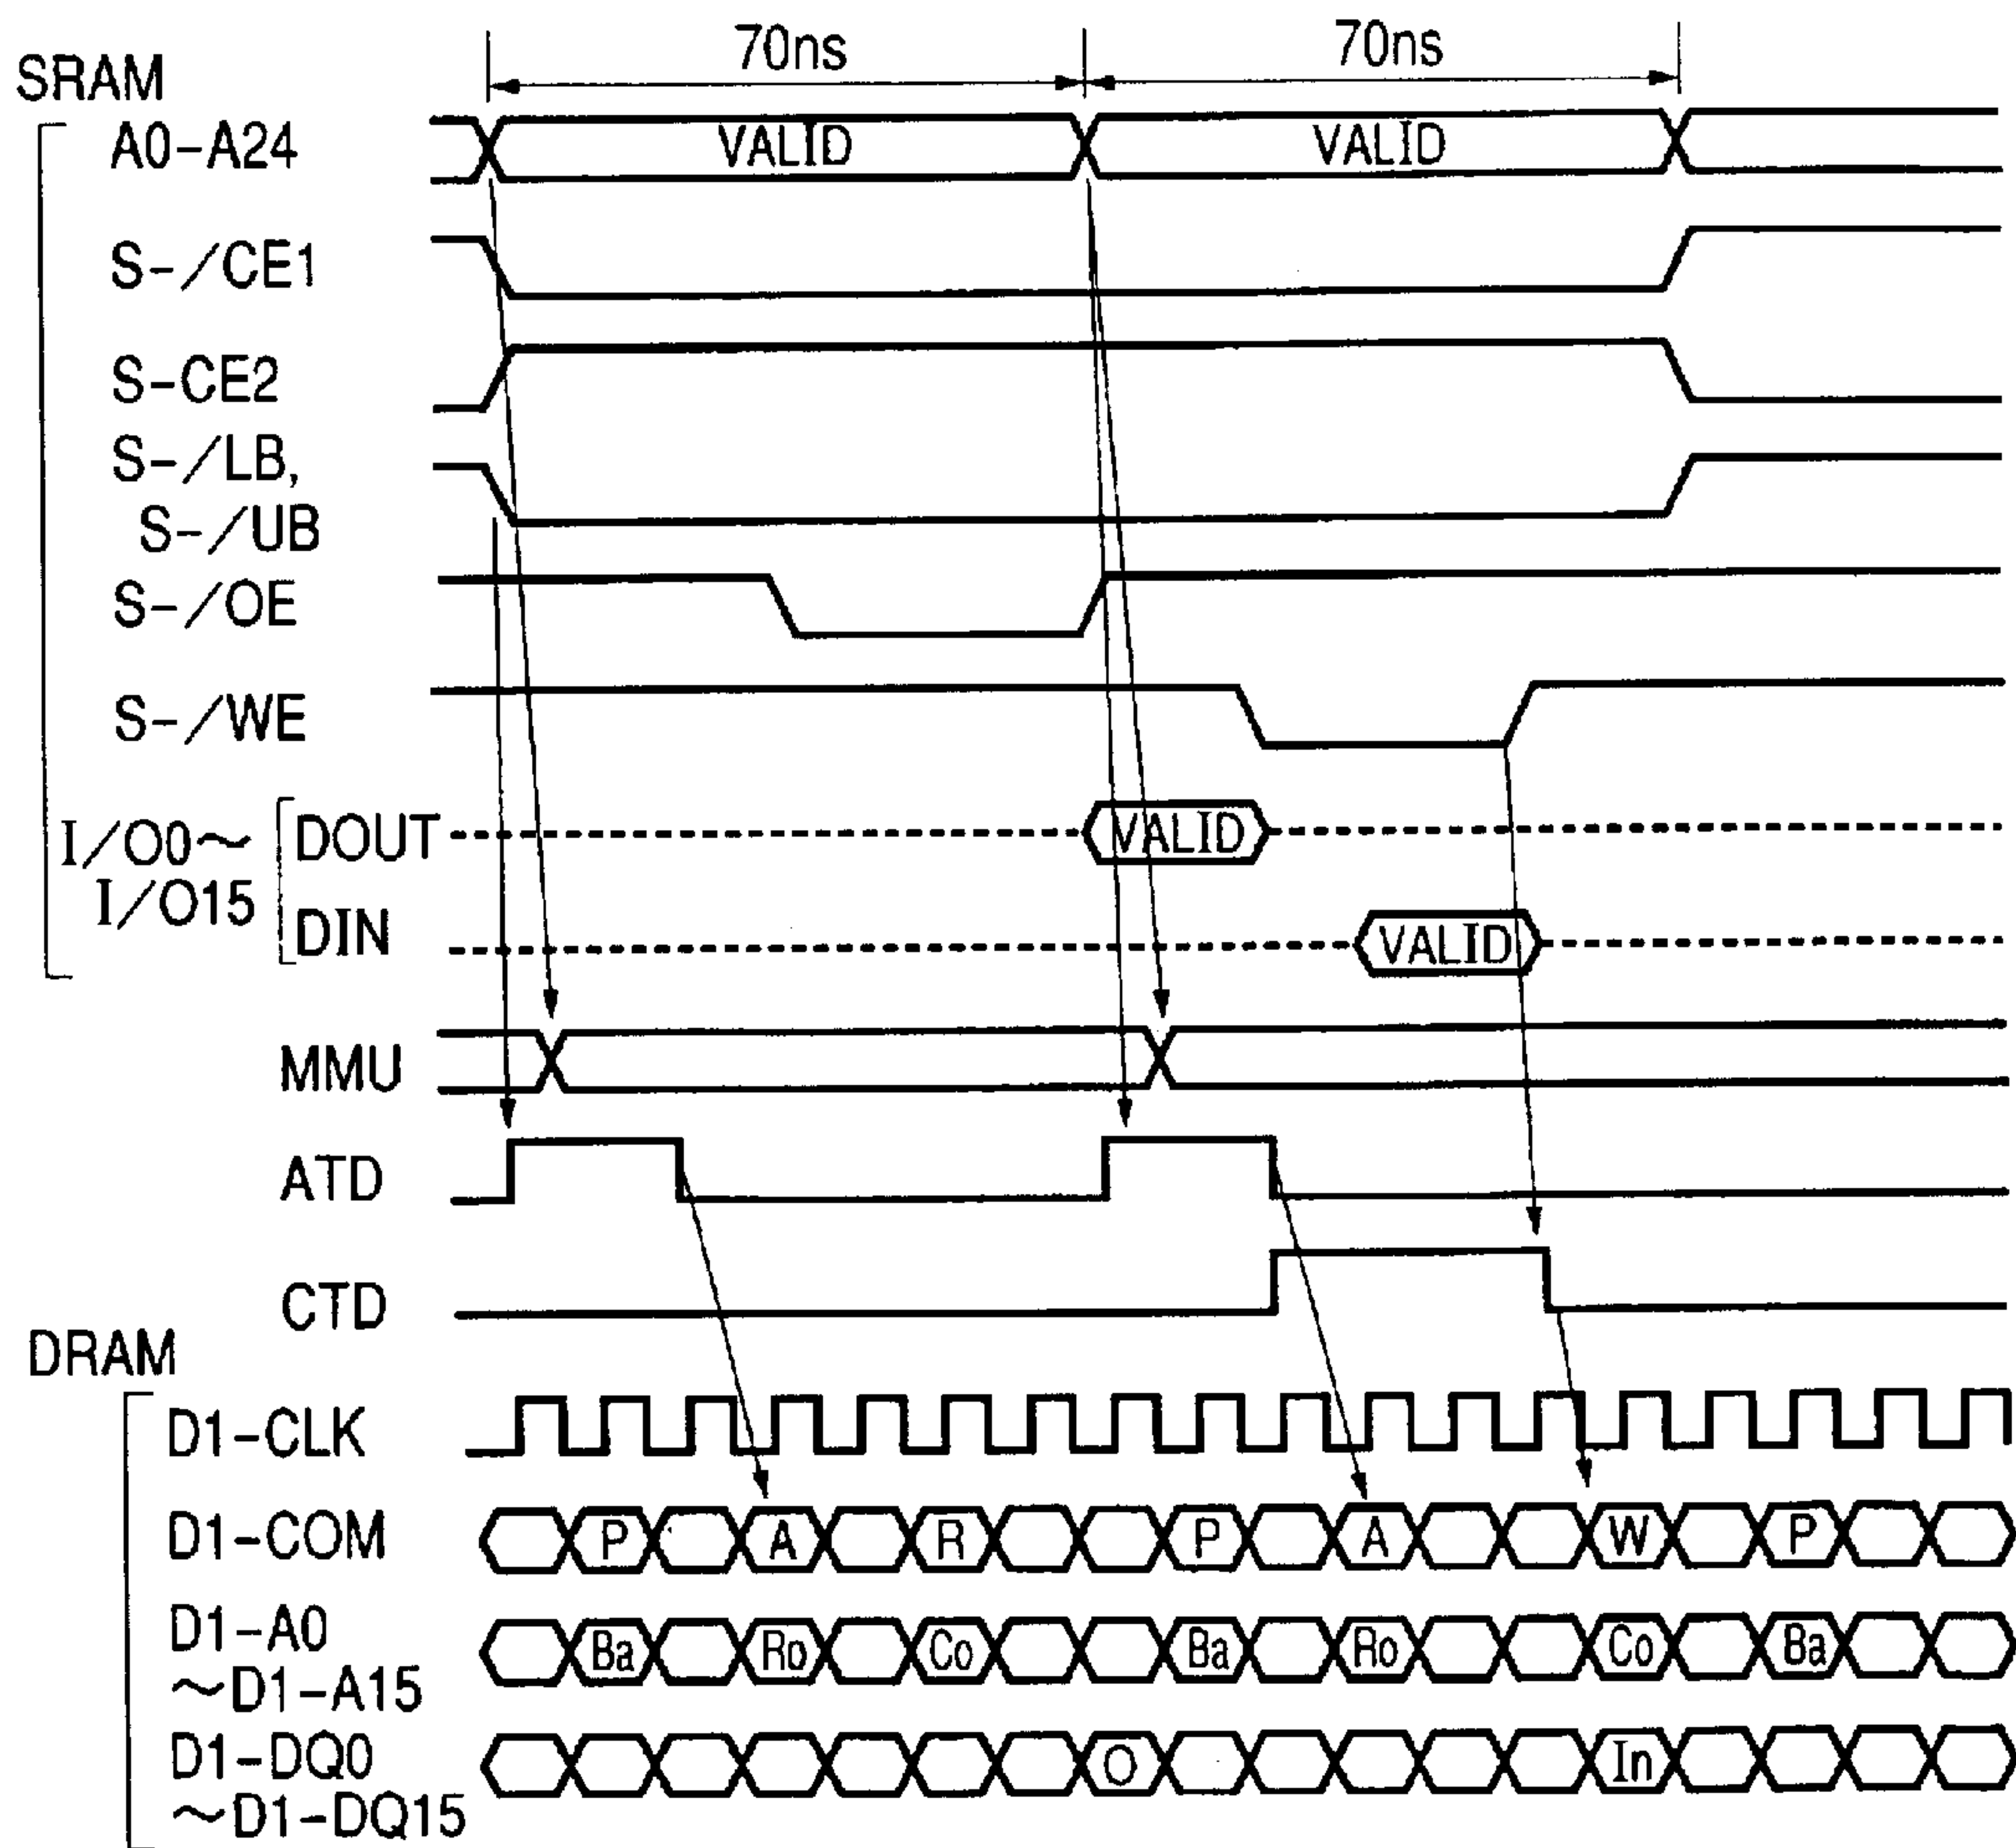 70ns 70ns
SRAM
A0-A24 VALID VALID
S-/CE1
S-CE2
S-/LB,
S-/UB
S-/OE
S-/WE
I/O0~ DOUT VALID
I/O15 DIN VALID
MMU
ATD
CTD
DRAM
D1-CLK
D1-COM P A R P A W P
D1-A0 Ba Ro Co Ba Ro Co Ba
~D1-A15
D1-DQ0 O In
~D1-DQ15